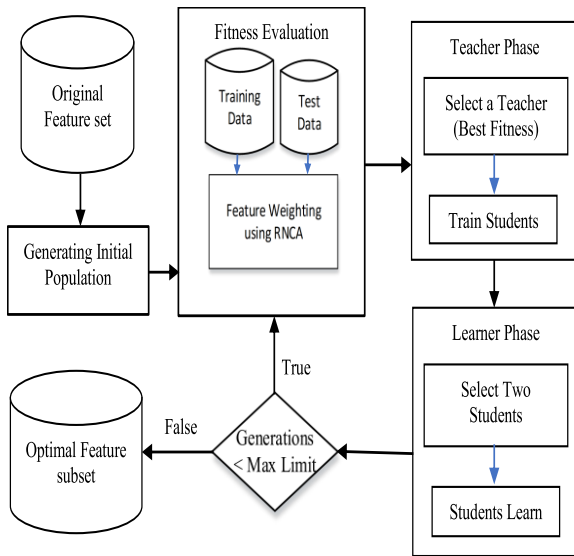 Original
Feature set
Generating Initial
Population
Fitness Evaluation
Training
Data
Test
Data
Feature Weighting
using RNCA
Teacher Phase
Select a Teacher
(Best Fitness)
Train Students
Learner Phase
Select Two
Students
Students Learn
Generations
< Max Limit
True
False
Optimal Feature
subset